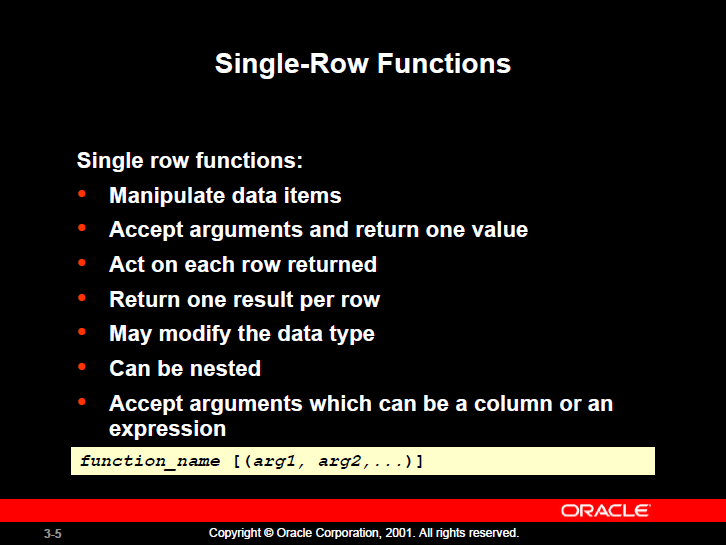 Single-Row Functions
Single row functions:
• Manipulate data items
• Accept arguments and return one value
• Act on each row returned
• Return one result per row
• May modify the data type
• Can be nested
• Accept arguments which can be a column or an
expression
function_name [(arg1, arg2,...)]
ORACLE
3-5
Copyright © Oracle Corporation, 2001. All rights reserved.